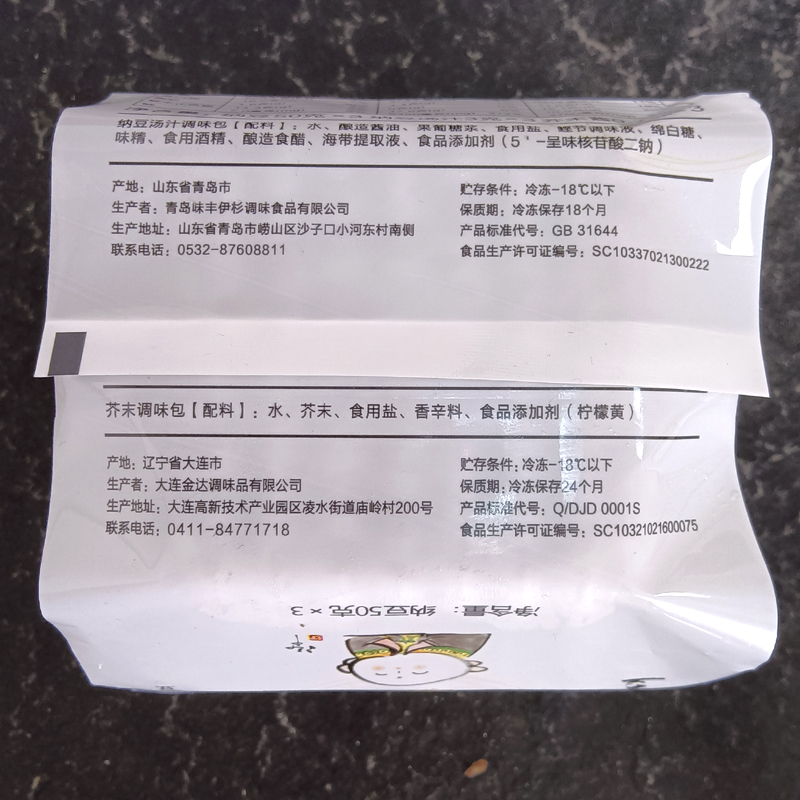 纳豆汤汁调味包【配料】：水、酿造酱油、果葡糖浆、食用盐、鲣节调味液、绵白糖、
味精、食用酒精、酿造食醋、海带提取液、食品添加剂（5＇-呈味核苷酸二钠）
产地：山东省青岛市
生产者：青岛味丰伊杉调味食品有限公司
生产地址：山东省青岛市崂山区沙子口小河东村南侧
联系电话：0532-87608811
贮存条件：冷冻-18℃以下
保质期：冷冻保存18个月
产品标准代号：GB 31644
食品生产许可证编号：SC10337021300222
芥末调味包【配料】：水、芥末、食用盐、香辛料、食品添加剂（柠檬黄）
产地：辽宁省大连市
生产者：大连金达调味品有限公司
生产地址：大连高新技术产业园区凌水街道庙岭村200号
联系电话：0411-84771718
贮存条件：冷冻-18℃以下
保质期：冷冻保存24个月
产品标准代号：Q/DJD 0001S
食品生产许可证编号：SC10321021600075
净含量：纳豆50克×3